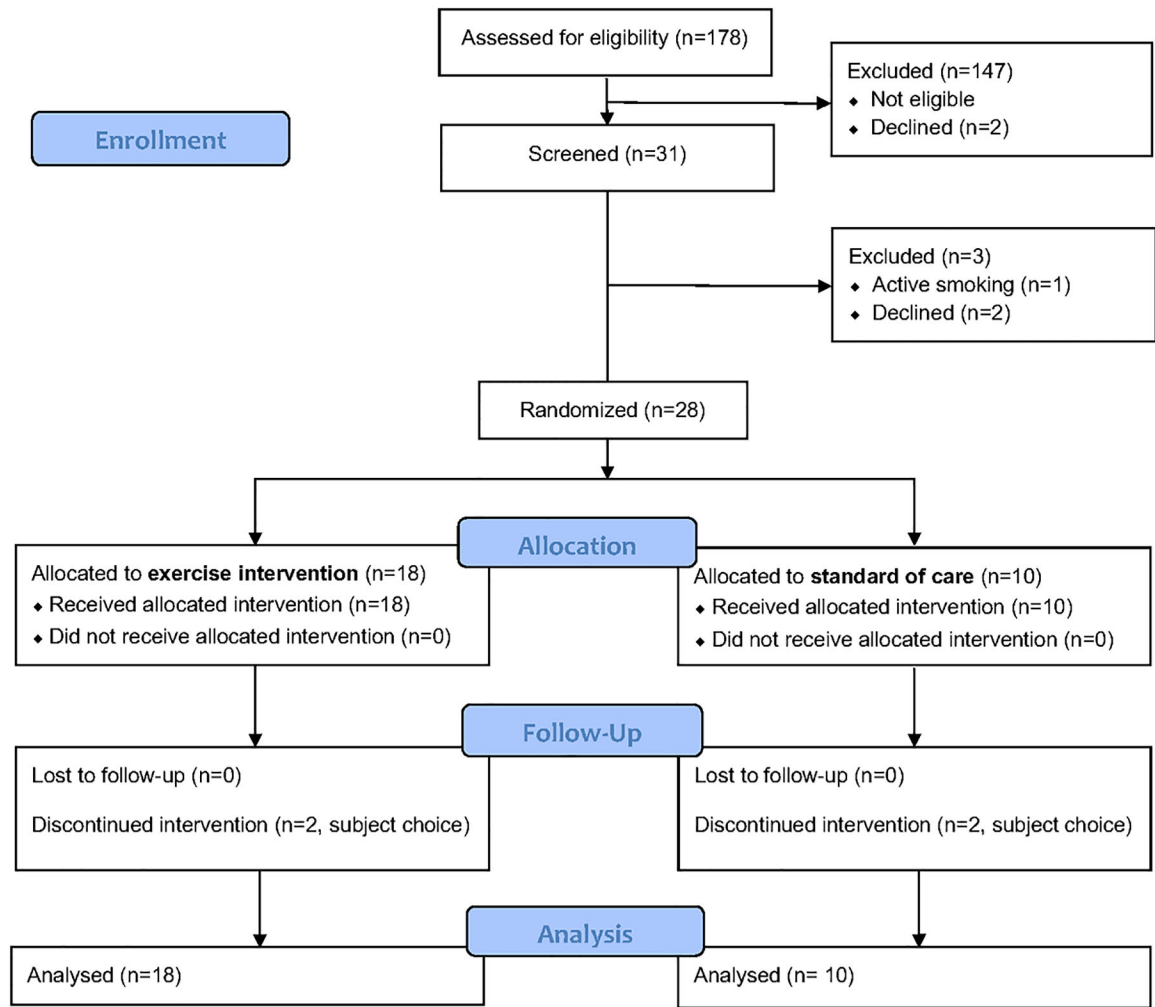 Assessed for eligibility (n=178)
Excluded (n=147)
◆ Not eligible
◆ Declined (n=2)
Enrollment
Screened (n=31)
Excluded (n=3)
◆ Active smoking (n=1)
◆ Declined (n=2)
Randomized (n=28)
Allocation
Allocated to exercise intervention (n=18)
◆ Received allocated intervention (n=18)
◆ Did not receive allocated intervention (n=0)
Allocated to standard of care (n=10)
◆ Received allocated intervention (n=10)
◆ Did not receive allocated intervention (n=0)
Follow-Up
Lost to follow-up (n=0)
Discontinued intervention (n=2, subject choice)
Lost to follow-up (n=0)
Discontinued intervention (n=2, subject choice)
Analysis
Analysed (n=18)
Analysed (n= 10)